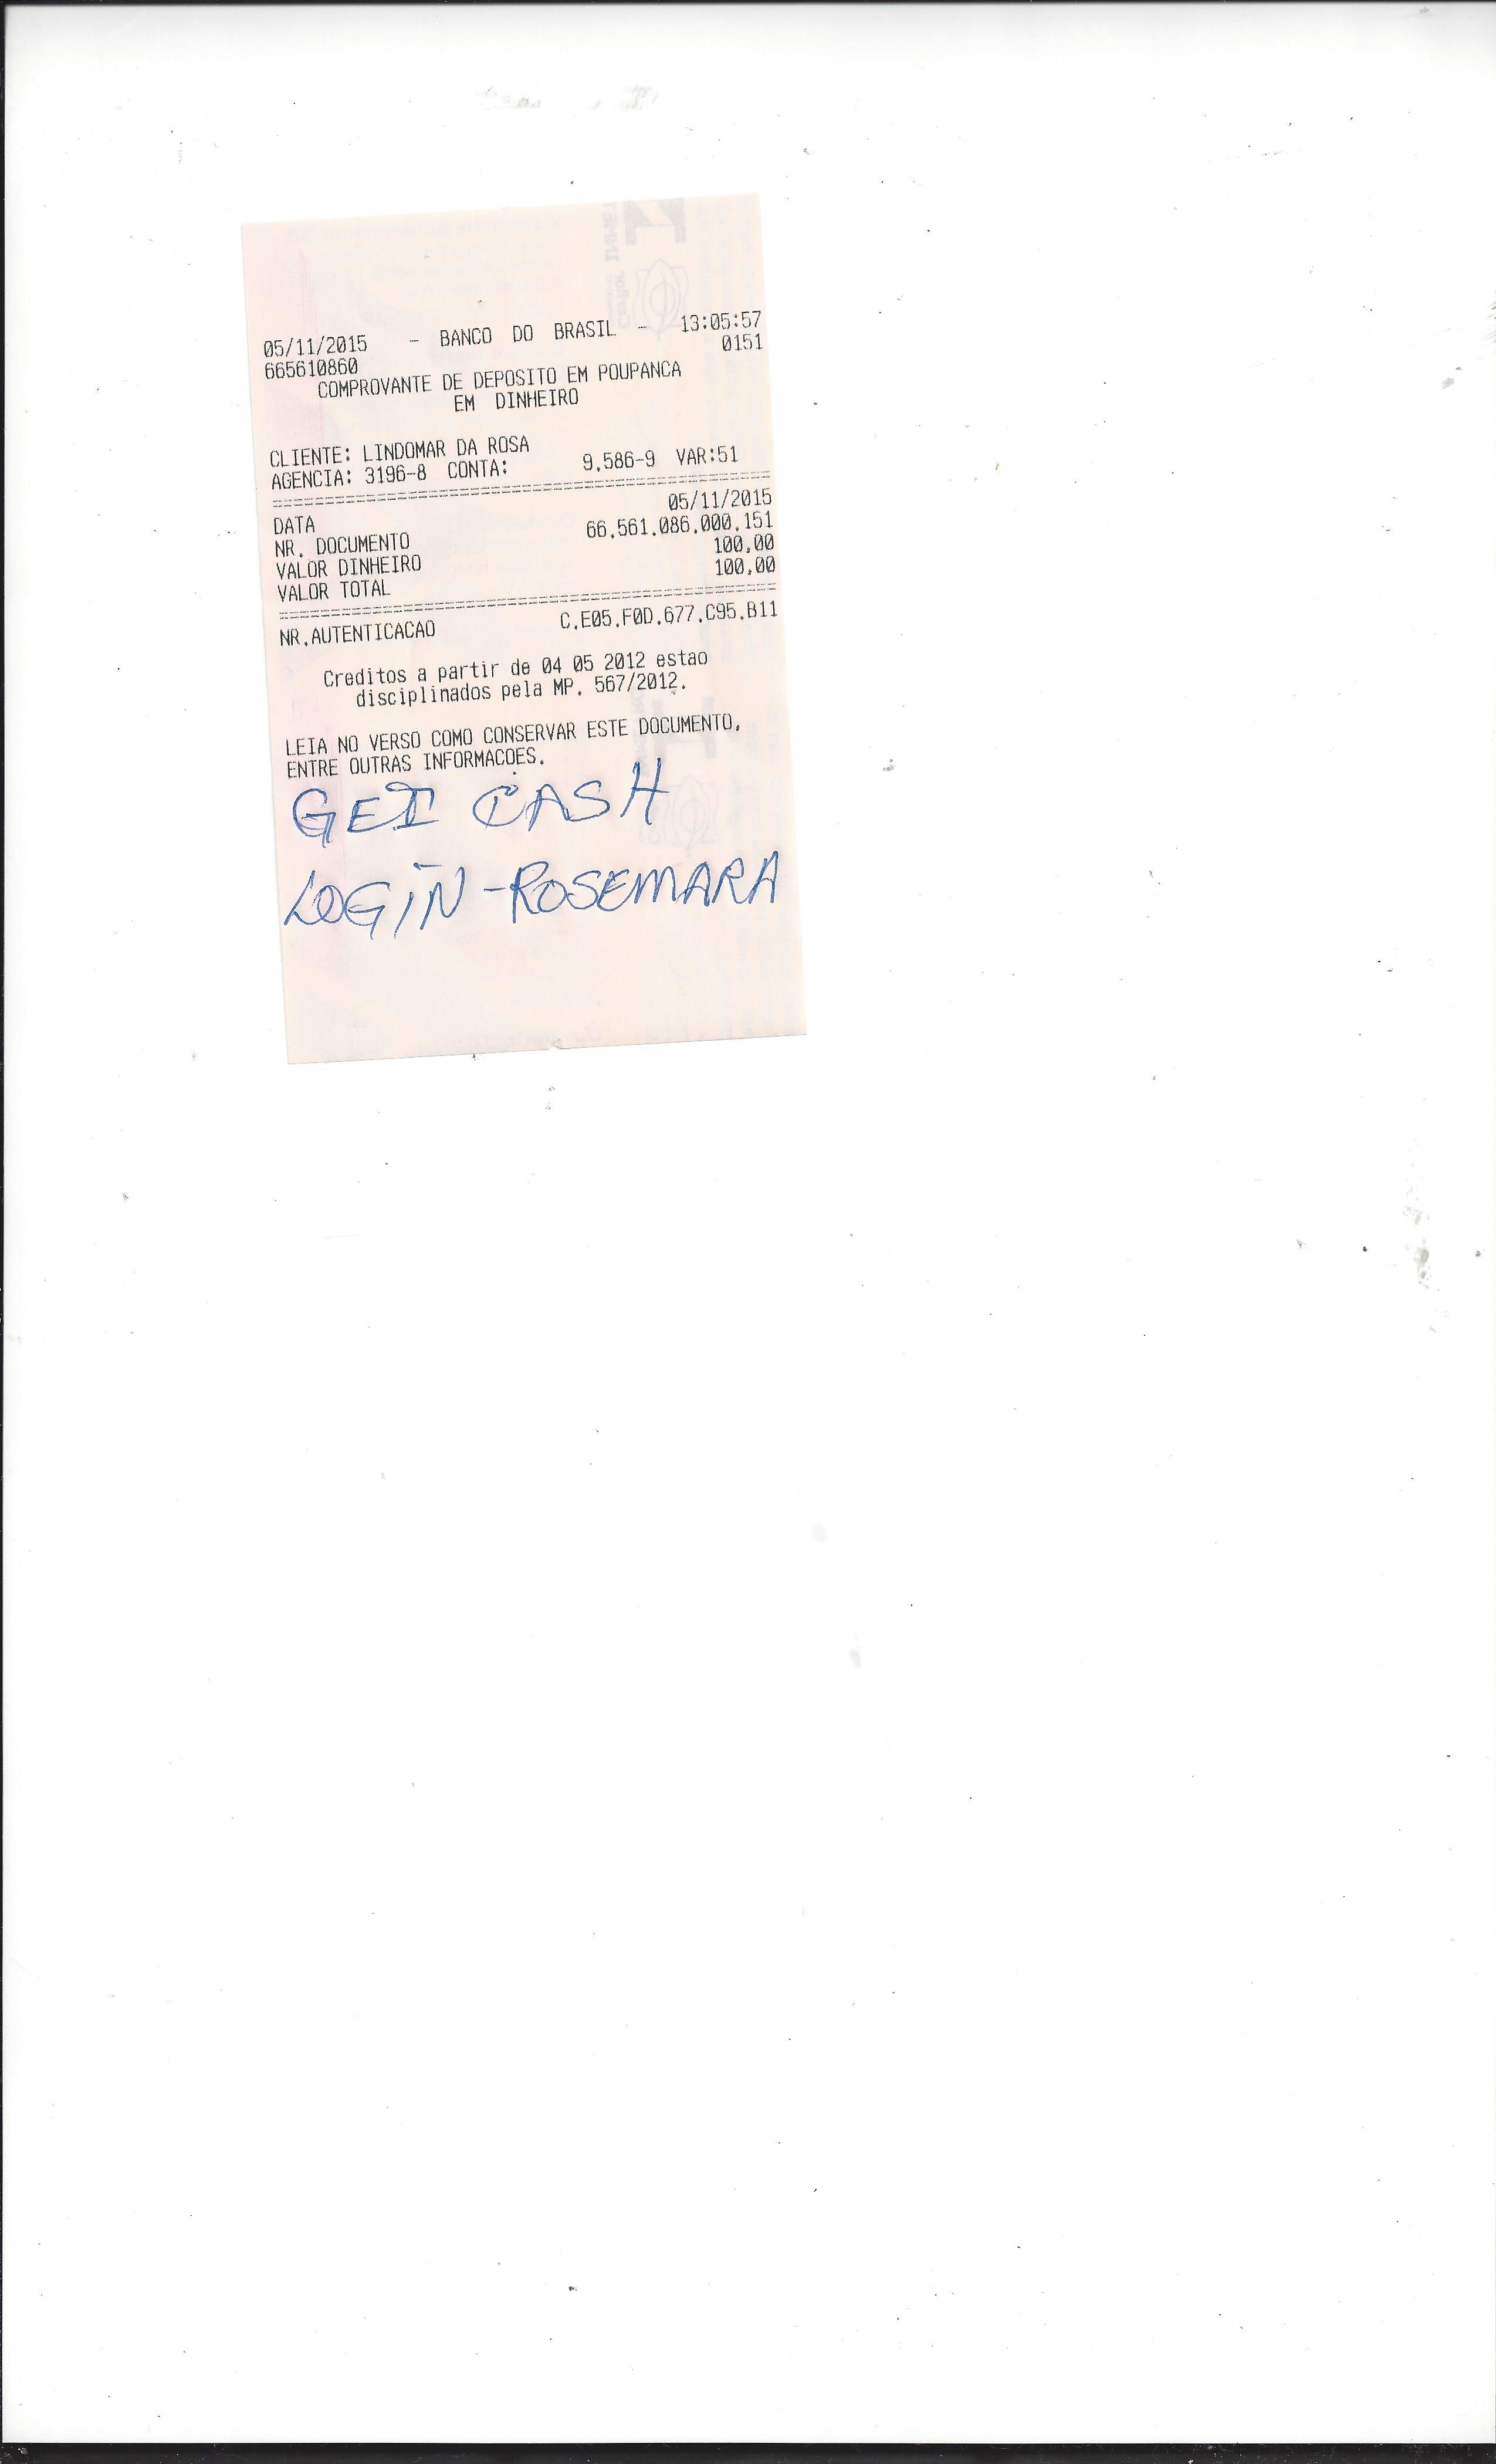 05/11/2015 - BANCO DO BRASIL - 13:05:57
665610860 0151
COMPROVANTE DE DEPOSITO EM POUPANCA
EM DINHEIRO
CLIENTE: LINDOMAR DA ROSA
AGENCIA: 3196-8 CONTA: 9.586-9 VAR:51
DATA 05/11/2015
NR. DOCUMENTO 66.561.086.000.151
VALOR DINHEIRO 100,00
VALOR TOTAL 100,00
NR.AUTENTICACAO C.E05.F0D.677.C95.B11
Creditos a partir de 04 05 2012 estao
disciplinados pela MP. 567/2012.
LEIA NO VERSO COMO CONSERVAR ESTE DOCUMENTO,
ENTRE OUTRAS INFORMACOES.
GET CASH
LOGIN - ROSEMARA